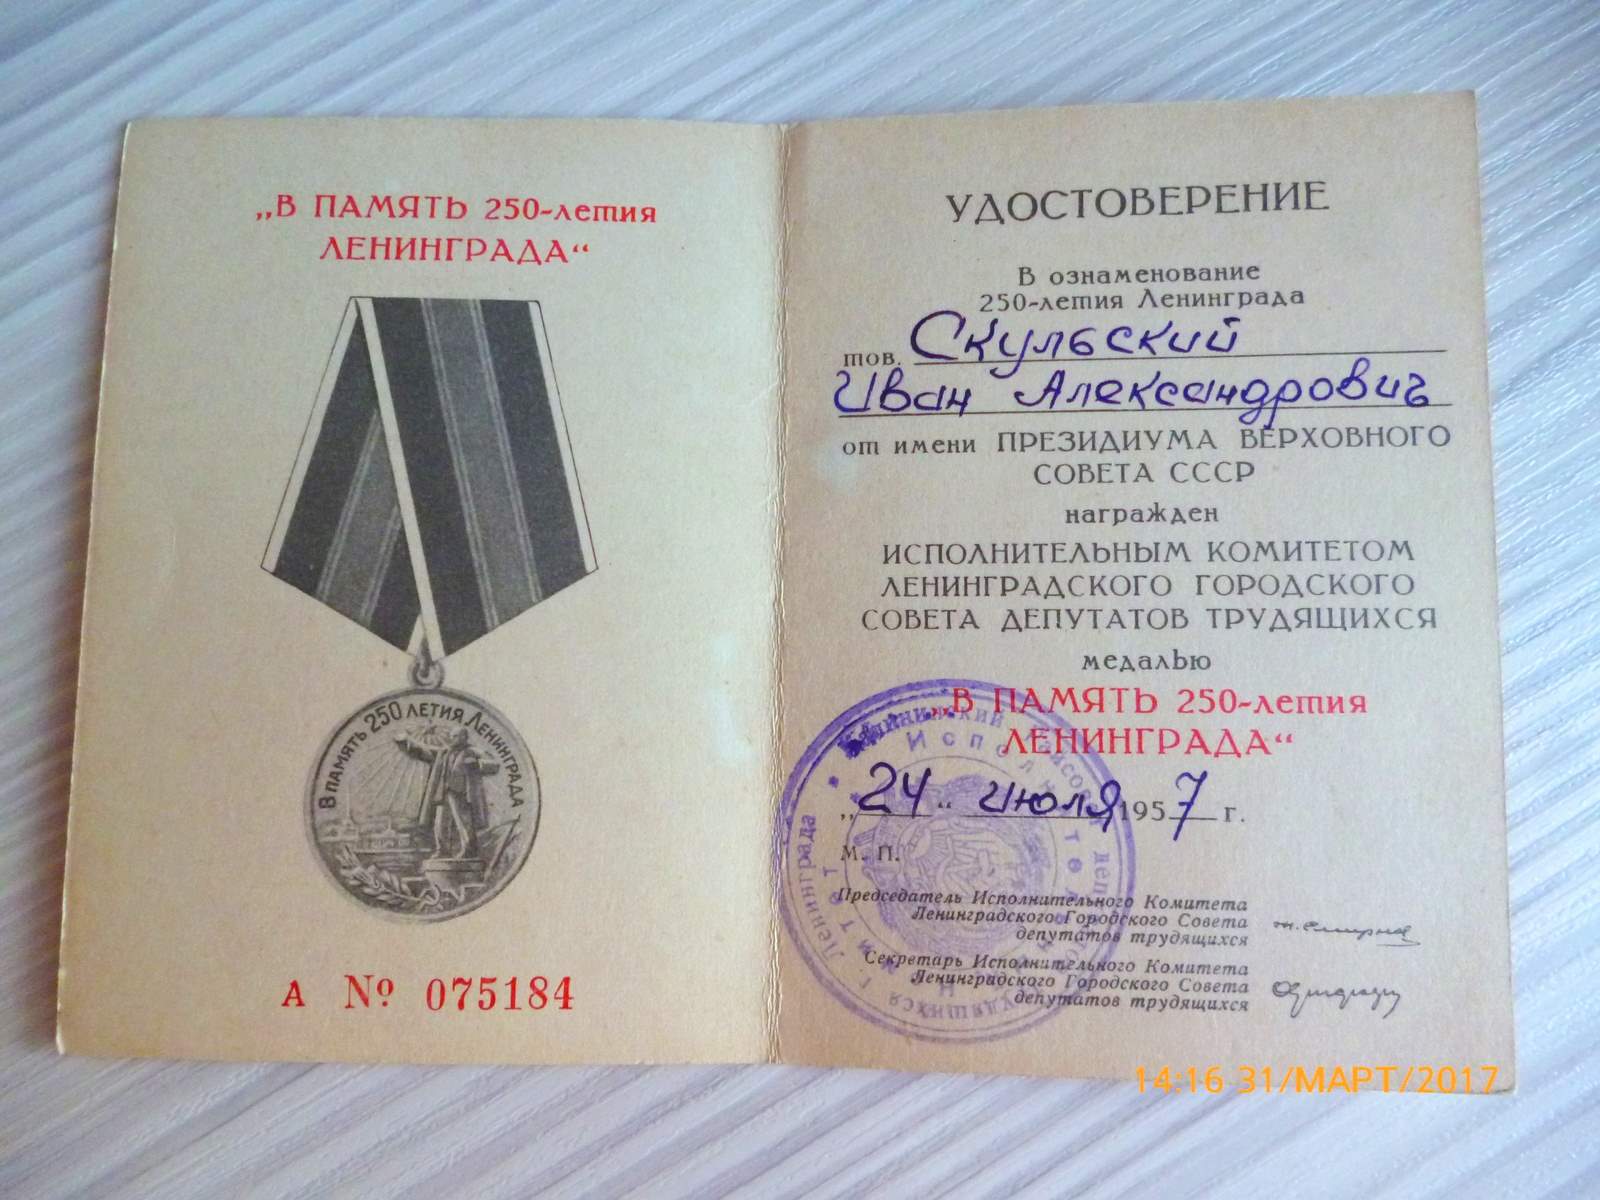 „В ПАМЯТЬ 250-летия
ЛЕНИНГРАДА“
В ПАМЯТЬ 250 ЛЕТИЯ ЛЕНИНГРАДА
А № 075184
УДОСТОВЕРЕНИЕ
В ознаменование
250-летия Ленинграда
тов. Скульский
Иван Александрович
от имени ПРЕЗИДИУМА ВЕРХОВНОГО
СОВЕТА СССР
награжден
ИСПОЛНИТЕЛЬНЫМ КОМИТЕТОМ
ЛЕНИНГРАДСКОГО ГОРОДСКОГО
СОВЕТА ДЕПУТАТОВ ТРУДЯЩИХСЯ
медалью
„В ПАМЯТЬ 250-летия
ЛЕНИНГРАДА“
„24“ июля 1957 г.
М. П.
Председатель Исполнительного Комитета
Ленинградского Городского Совета
депутатов трудящихся
Секретарь Исполнительного Комитета
Ленинградского Городского Совета
депутатов трудящихся
14:16 31/МАРТ/2017